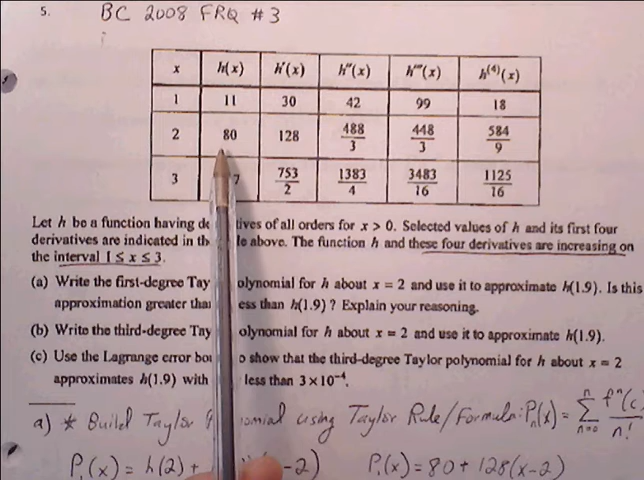 5. BC 2008 FRQ #3
x h(x) h′(x) h″(x) h‴(x) h⁽⁴⁾(x)
1 11 30 42 99 18
2 80 128 488/3 448/3 584/9
3 7 753/2 1383/4 3483/16 1125/16
Let h be a function having de tives of all orders for x > 0. Selected values of h and its first four
derivatives are indicated in th le above. The function h and these four derivatives are increasing on
the interval 1 ≤ x ≤ 3.
(a) Write the first-degree Tay olynomial for h about x = 2 and use it to approximate h(1.9). Is this
approximation greater than ess than h(1.9)? Explain your reasoning.
(b) Write the third-degree Tay olynomial for h about x = 2 and use it to approximate h(1.9).
(c) Use the Lagrange error bo o show that the third-degree Taylor polynomial for h about x = 2
approximates h(1.9) with less than 3 × 10⁻⁴.
a) * Build Taylor nomial using Taylor Rule/Formula: Pn(x) = n Σ n=0 fⁿ(c) / n!
P₁(x) = h(2) + -2) P₁(x) = 80 + 128(x-2)